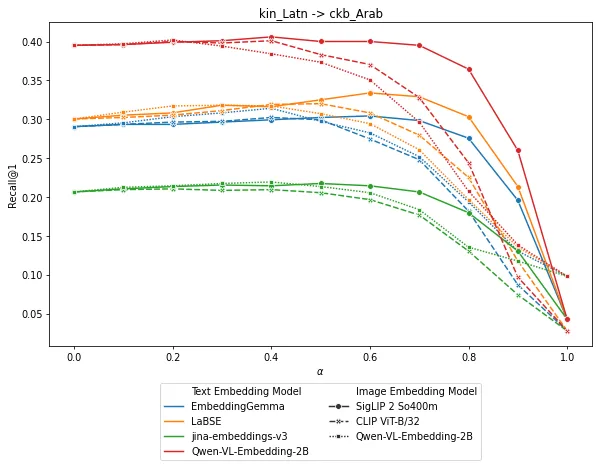 kin_Latn -> ckb_Arab
Recall@1
0.40
0.35
0.30
0.25
0.20
0.15
0.10
0.05
0.0 0.2 0.4 0.6 0.8 1.0
α
Text Embedding Model
EmbeddingGemma
LaBSE
jina-embeddings-v3
Qwen-VL-Embedding-2B
Image Embedding Model
SigLIP 2 So400m
CLIP ViT-B/32
Qwen-VL-Embedding-2B